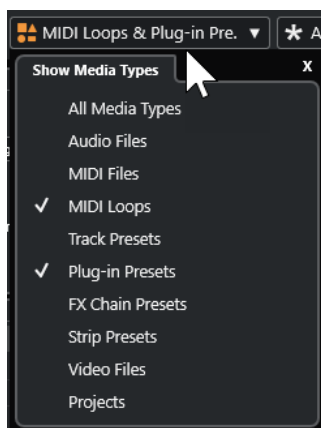 MIDI Loops & Plug-in Pre. ▼ A
Show Media Types X
All Media Types
Audio Files
MIDI Files
✓ MIDI Loops
Track Presets
✓ Plug-in Presets
FX Chain Presets
Strip Presets
Video Files
Projects